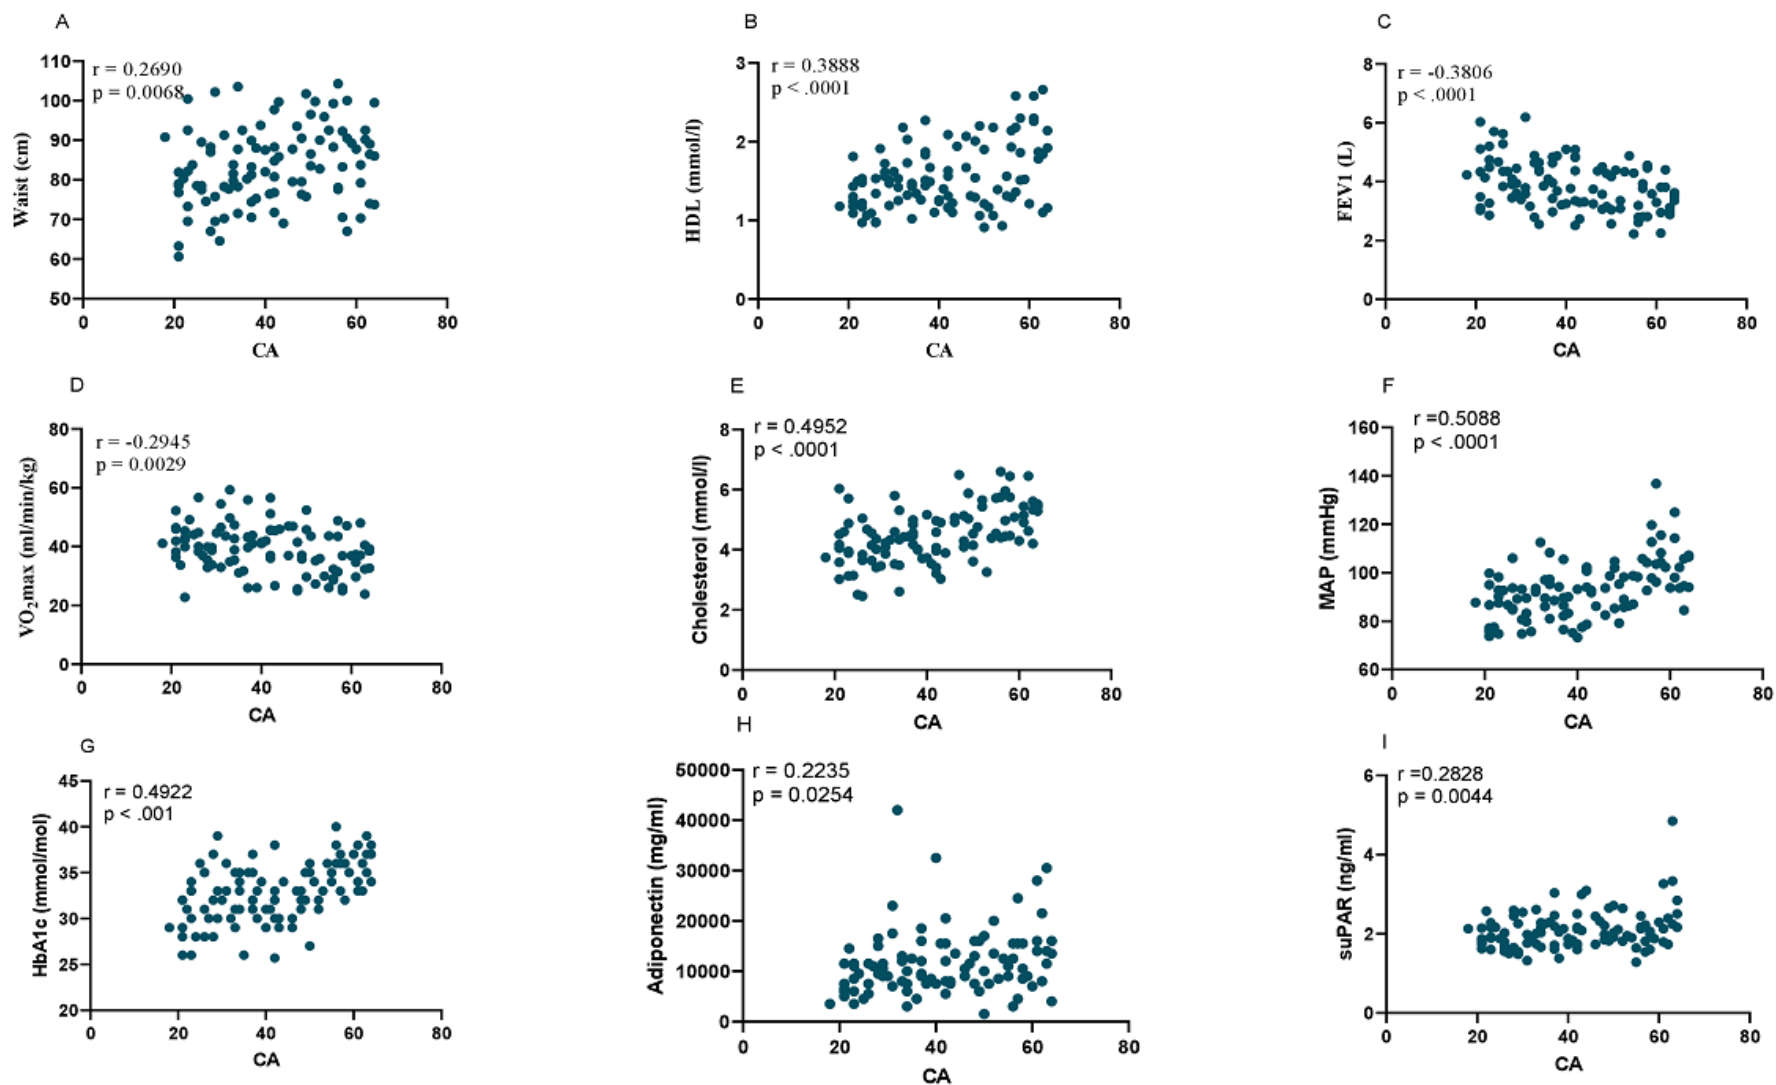 A
r = 0.2690
p = 0.0068
110
100
90
80
70
60
50
Waist (cm)
0 20 40 60 80
CA
B
r = 0.3888
p < .0001
3
2
1
0
HDL (mmol/l)
0 20 40 60 80
CA
C
r = -0.3806
p < .0001
8
6
4
2
0
FEV1 (L)
0 20 40 60 80
CA
D
r = -0.2945
p = 0.0029
80
60
40
20
0
VO₂max (ml/min/kg)
0 20 40 60 80
CA
E
r = 0.4952
p < .0001
8
6
4
2
0
Cholesterol (mmol/l)
0 20 40 60 80
CA
F
r =0.5088
p < .0001
160
140
120
100
80
60
MAP (mmHg)
0 20 40 60 80
CA
G
r = 0.4922
p < .001
45
40
35
30
25
20
HbA1c (mmol/mol)
0 20 40 60 80
CA
H
r = 0.2235
p = 0.0254
50000
40000
30000
20000
10000
0
Adiponectin (mg/ml)
0 20 40 60 80
CA
I
r =0.2828
p = 0.0044
6
4
2
0
suPAR (ng/ml)
0 20 40 60 80
CA